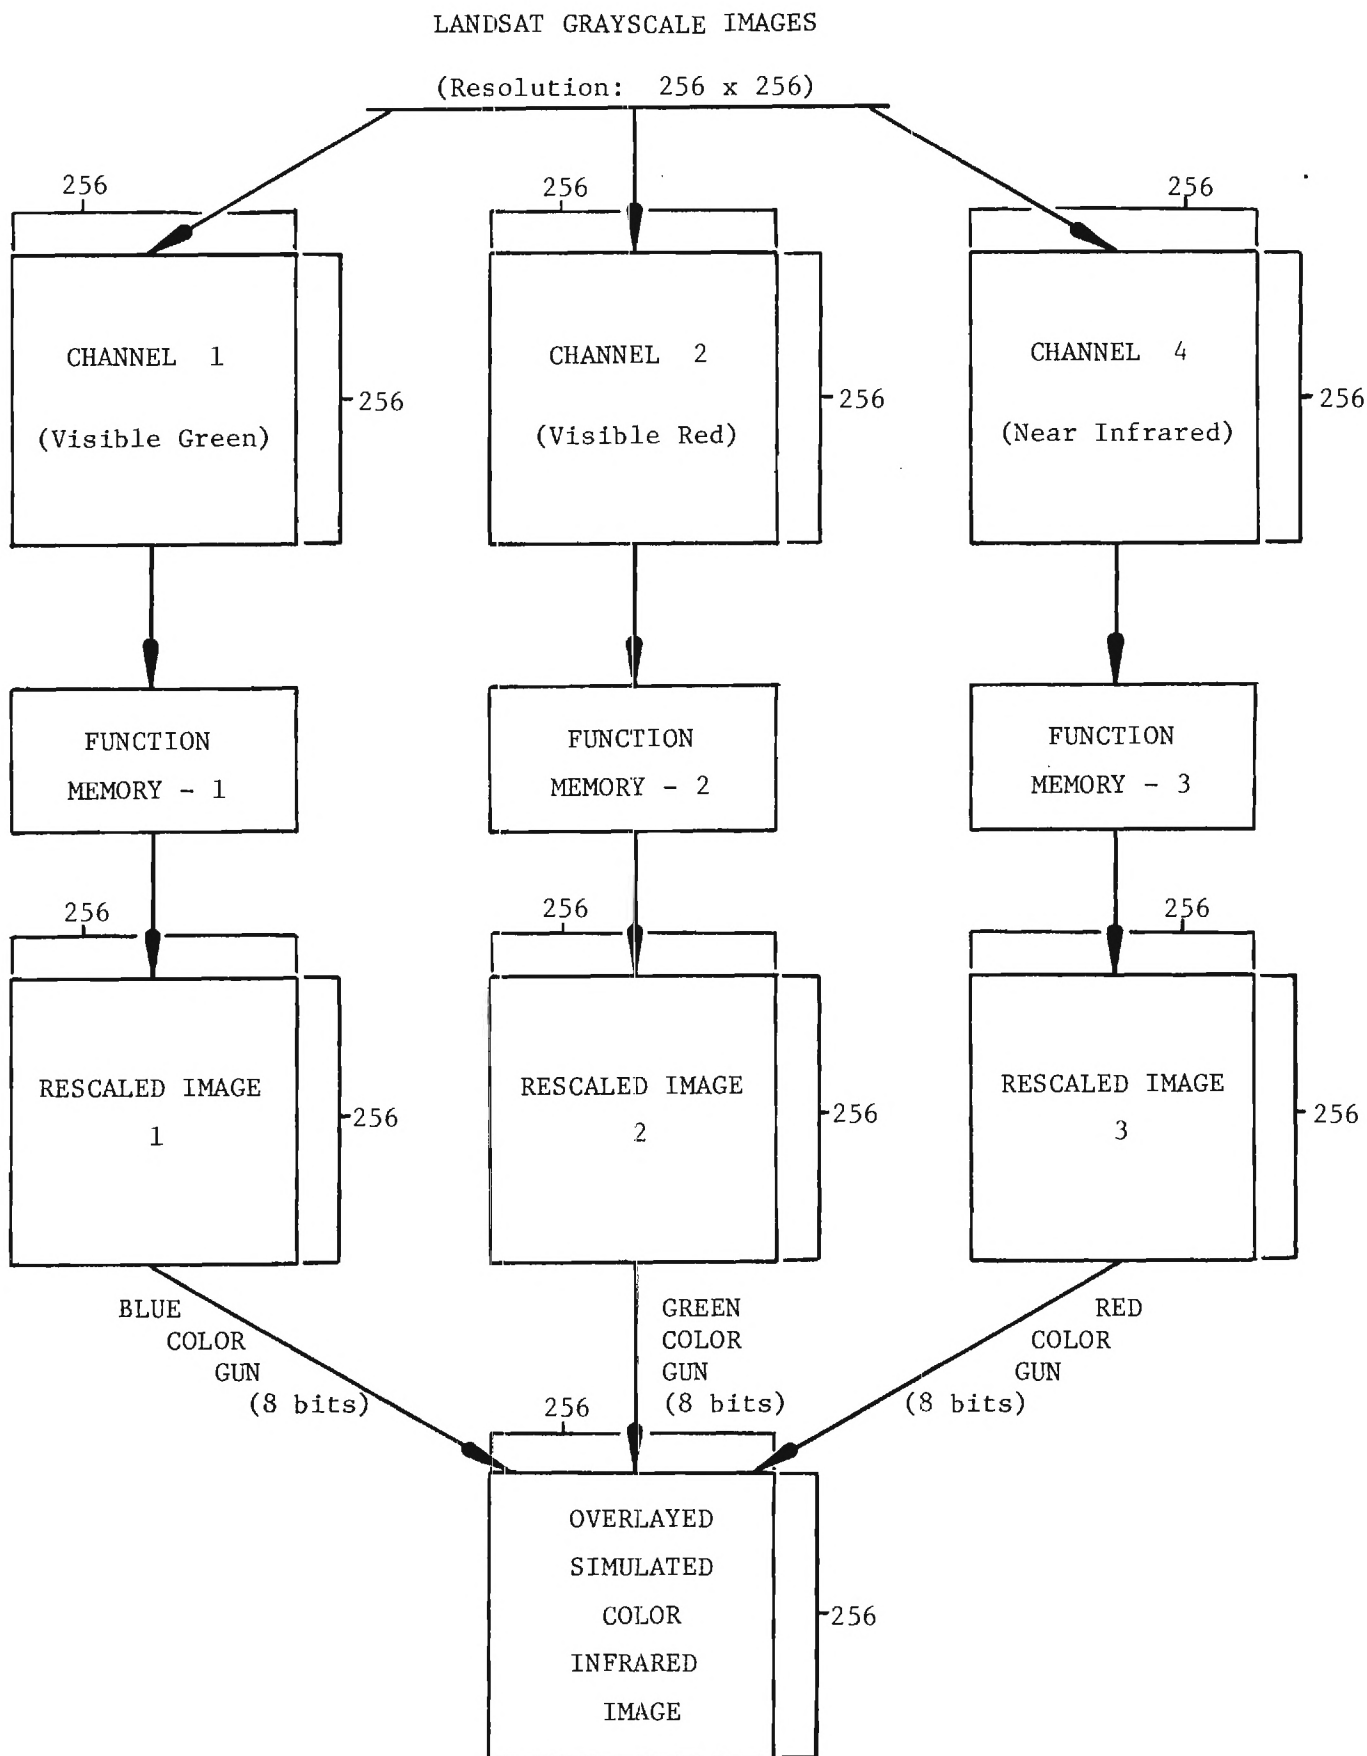 LANDSAT GRAYSCALE IMAGES
(Resolution: 256 x 256)
256
256
256
CHANNEL 1
(Visible Green)
256
CHANNEL 2
(Visible Red)
256
CHANNEL 4
(Near Infrared)
256
FUNCTION
MEMORY - 1
FUNCTION
MEMORY - 2
FUNCTION
MEMORY - 3
256
256
256
RESCALED IMAGE
1
256
RESCALED IMAGE
2
256
RESCALED IMAGE
3
256
BLUE
COLOR
GUN
(8 bits)
GREEN
COLOR
GUN
(8 bits)
RED
COLOR
GUN
(8 bits)
256
OVERLAYED
SIMULATED
COLOR
INFRARED
IMAGE
256